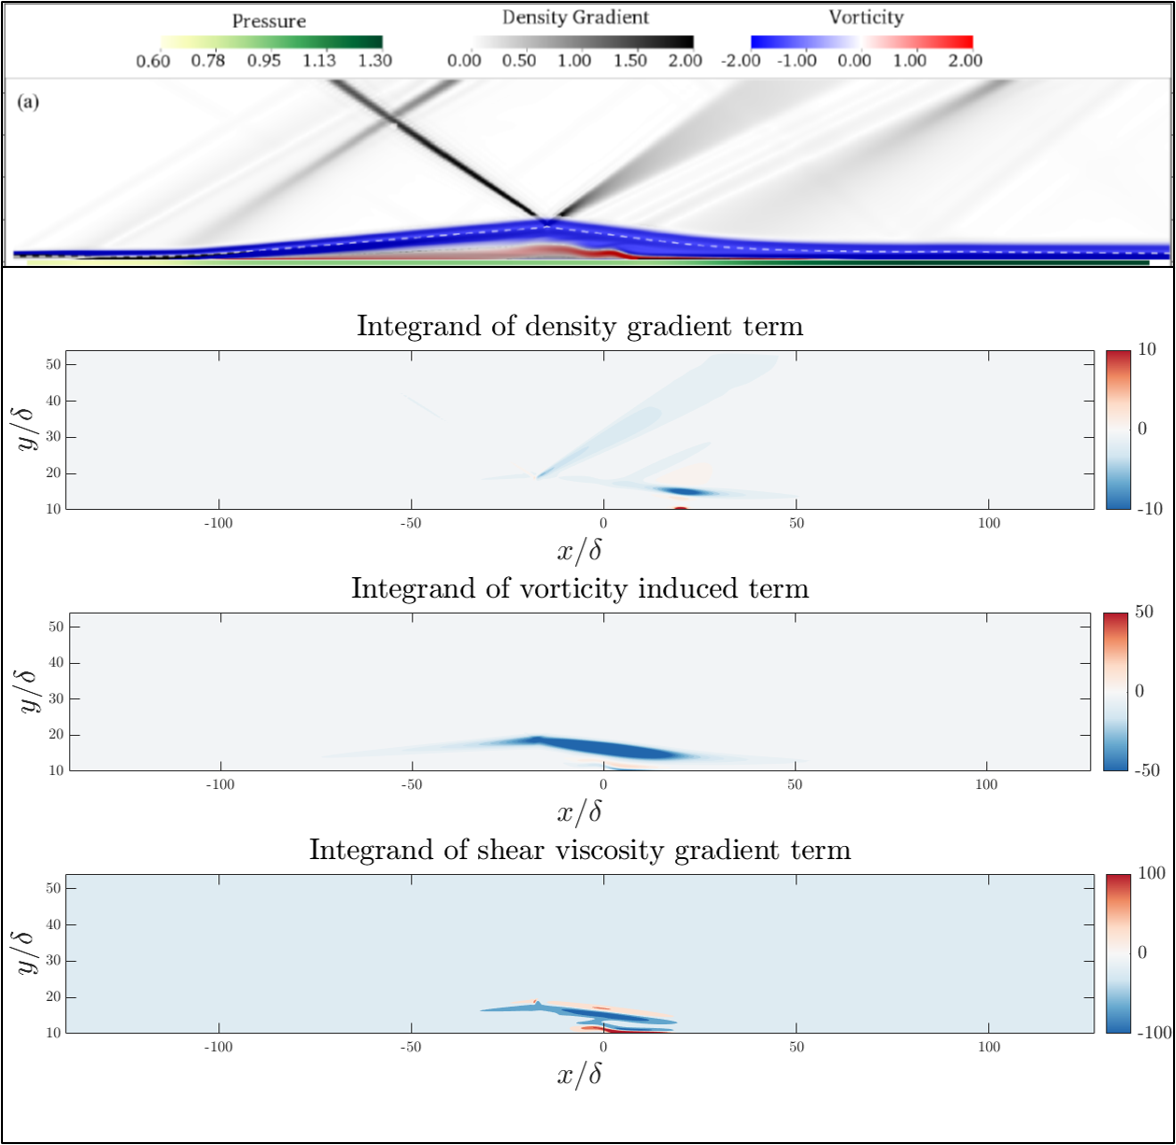 Pressure Density Gradient Vorticity
0.60 0.78 0.95 1.13 1.30 0.00 0.50 1.00 1.50 2.00 -2.00 -1.00 0.00 1.00 2.00
(a)
Integrand of density gradient term
50
40
30
20
10
y/δ
10
0
-10
-100 -50 0 50 100
x/δ
Integrand of vorticity induced term
50
40
30
20
10
y/δ
50
0
-50
-100 -50 0 50 100
x/δ
Integrand of shear viscosity gradient term
50
40
30
20
10
y/δ
100
0
-100
-100 -50 0 50 100
x/δ